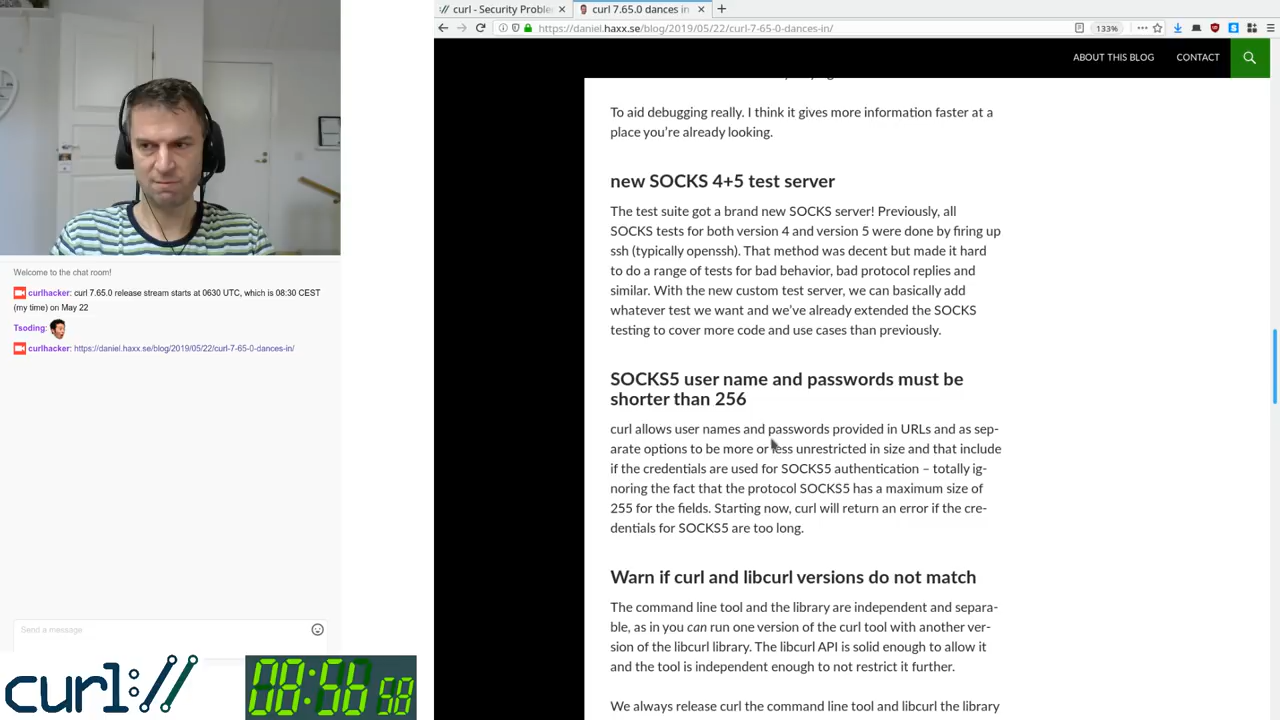 curl - Security Proble
curl 7.65.0 dances in
https://daniel.haxx.se/blog/2019/05/22/curl-7-65-0-dances-in/
133%
ABOUT THIS BLOG
CONTACT
To aid debugging really. I think it gives more information faster at a
place you're already looking.
new SOCKS 4+5 test server
The test suite got a brand new SOCKS server! Previously, all
SOCKS tests for both version 4 and version 5 were done by firing up
ssh (typically openssh). That method was decent but made it hard
to do a range of tests for bad behavior, bad protocol replies and
similar. With the new custom test server, we can basically add
whatever test we want and we've already extended the SOCKS
testing to cover more code and use cases than previously.
SOCKS5 user name and passwords must be
shorter than 256
curl allows user names and passwords provided in URLs and as sep-
arate options to be more or less unrestricted in size and that include
if the credentials are used for SOCKS5 authentication – totally ig-
noring the fact that the protocol SOCKS5 has a maximum size of
255 for the fields. Starting now, curl will return an error if the cre-
dentials for SOCKS5 are too long.
Warn if curl and libcurl versions do not match
The command line tool and the library are independent and separa-
ble, as in you can run one version of the curl tool with another ver-
sion of the libcurl library. The libcurl API is solid enough to allow it
and the tool is independent enough to not restrict it further.
We always release curl the command line tool and libcurl the library
Welcome to the chat room!
curlhacker: curl 7.65.0 release stream starts at 0630 UTC, which is 08:30 CEST
(my time) on May 22
Tsoding:
curlhacker: https://daniel.haxx.se/blog/2019/05/22/curl-7-65-0-dances-in/
Send a message
curl://
08:56 58